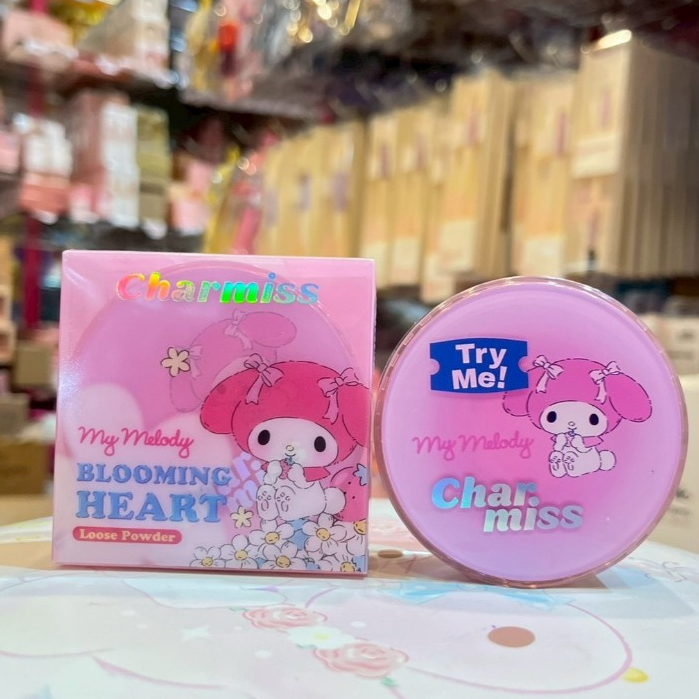 Charmiss
My Melody
BLOOMING
HEART
Loose Powder
Try
Me!
My Melody
Char.
miss